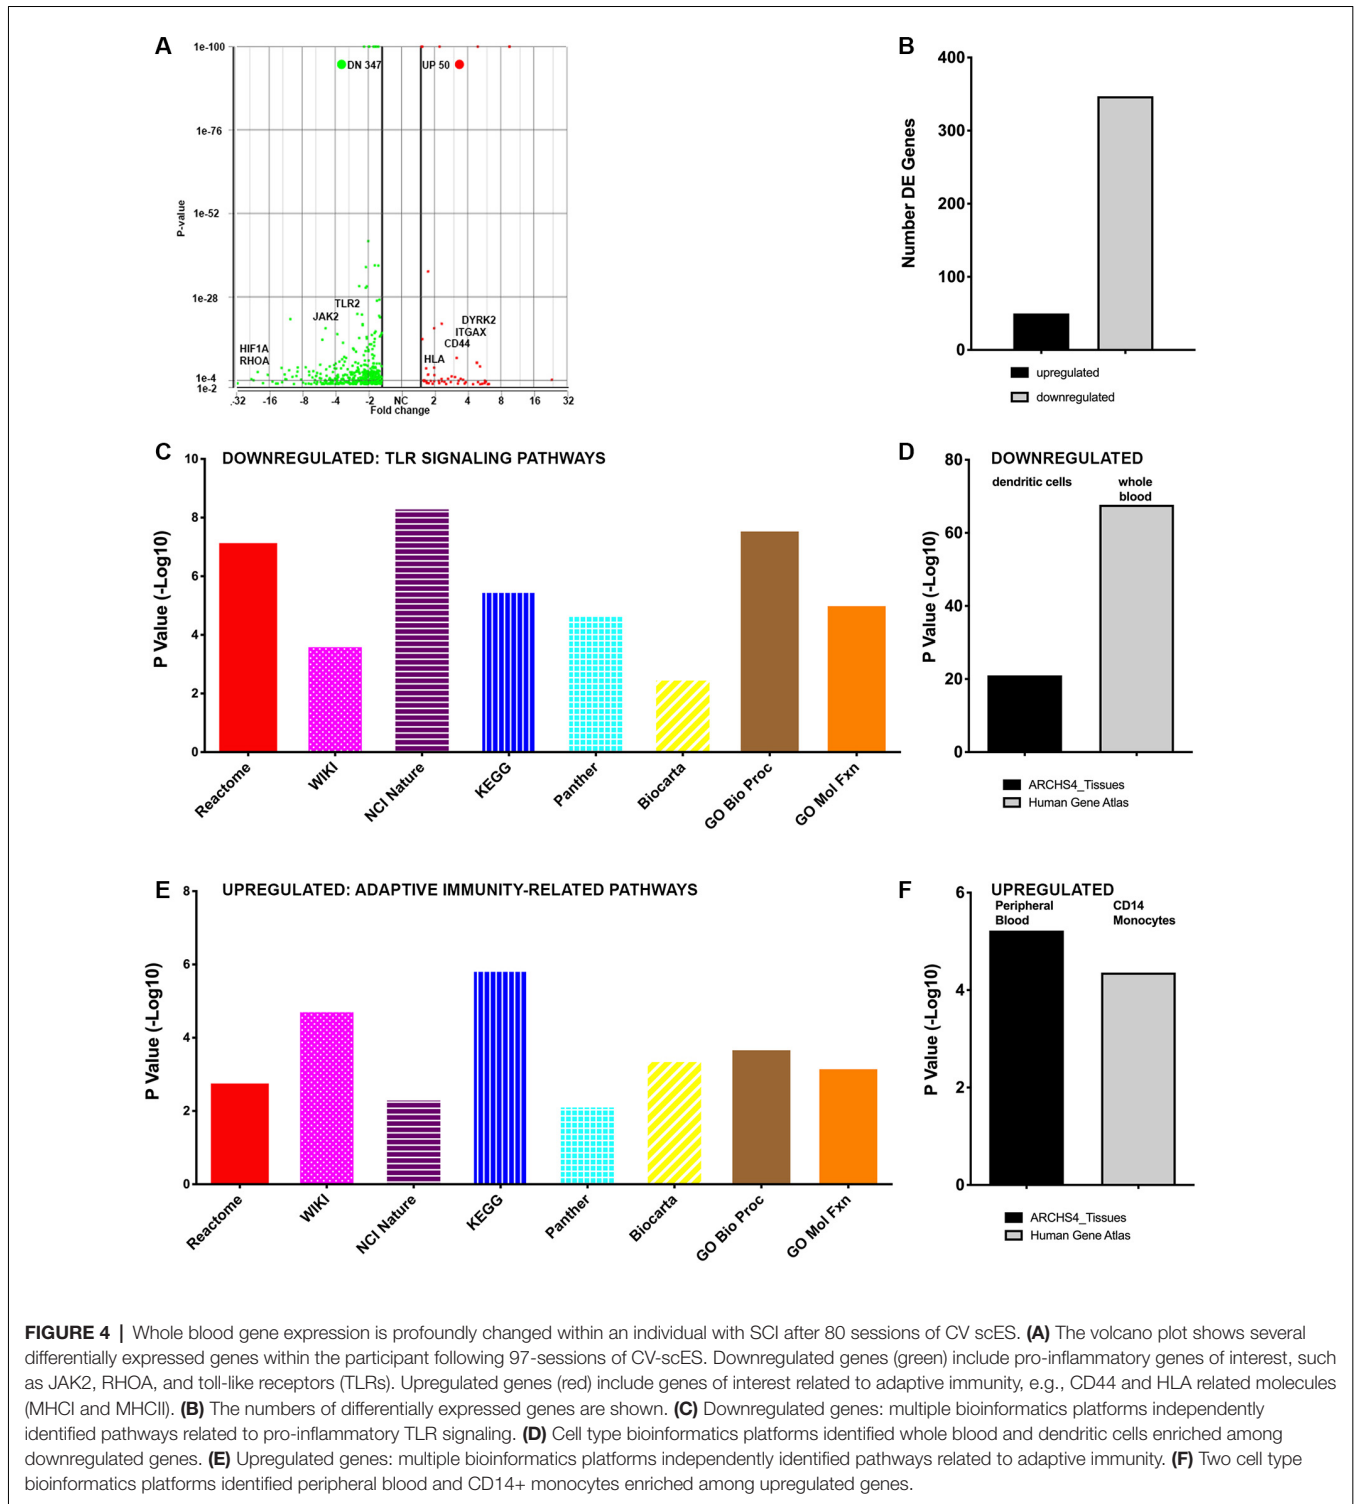 A
1e-100
1e-76
1e-52
1e-28
1e-4
1e-2
P-value
DN 347
UP 50
TLR2
JAK2
HIF1A
RHOA
DYRK2
ITGAX
CD44
HLA
-32 -16 -8 -4 -2 NC 2 4 8 16 32
Fold change
B
400
300
200
100
0
Number DE Genes
upregulated
downregulated
C
DOWNREGULATED: TLR SIGNALING PATHWAYS
10
8
6
4
2
0
P Value (-Log10)
Reactome
WIKI
NCI Nature
KEGG
Panther
Biocarta
GO Bio Proc
GO Mol Fxn
D
DOWNREGULATED
dendritic cells
whole
blood
80
60
40
20
0
P Value (-Log10)
ARCHS4_Tissues
Human Gene Atlas
E
UPREGULATED: ADAPTIVE IMMUNITY-RELATED PATHWAYS
8
6
4
2
0
P Value (-Log10)
Reactome
WIKI
NCI Nature
KEGG
Panther
Biocarta
GO Bio Proc
GO Mol Fxn
F
UPREGULATED
Peripheral
Blood
CD14
Monocytes
6
4
2
0
P Value (-Log10)
ARCHS4_Tissues
Human Gene Atlas
FIGURE 4 | Whole blood gene expression is profoundly changed within an individual with SCI after 80 sessions of CV scES. (A) The volcano plot shows several
differentially expressed genes within the participant following 97-sessions of CV-scES. Downregulated genes (green) include pro-inflammatory genes of interest, such
as JAK2, RHOA, and toll-like receptors (TLRs). Upregulated genes (red) include genes of interest related to adaptive immunity, e.g., CD44 and HLA related molecules
(MHCI and MHCII). (B) The numbers of differentially expressed genes are shown. (C) Downregulated genes: multiple bioinformatics platforms independently
identified pathways related to pro-inflammatory TLR signaling. (D) Cell type bioinformatics platforms identified whole blood and dendritic cells enriched among
downregulated genes. (E) Upregulated genes: multiple bioinformatics platforms independently identified pathways related to adaptive immunity. (F) Two cell type
bioinformatics platforms identified peripheral blood and CD14+ monocytes enriched among upregulated genes.